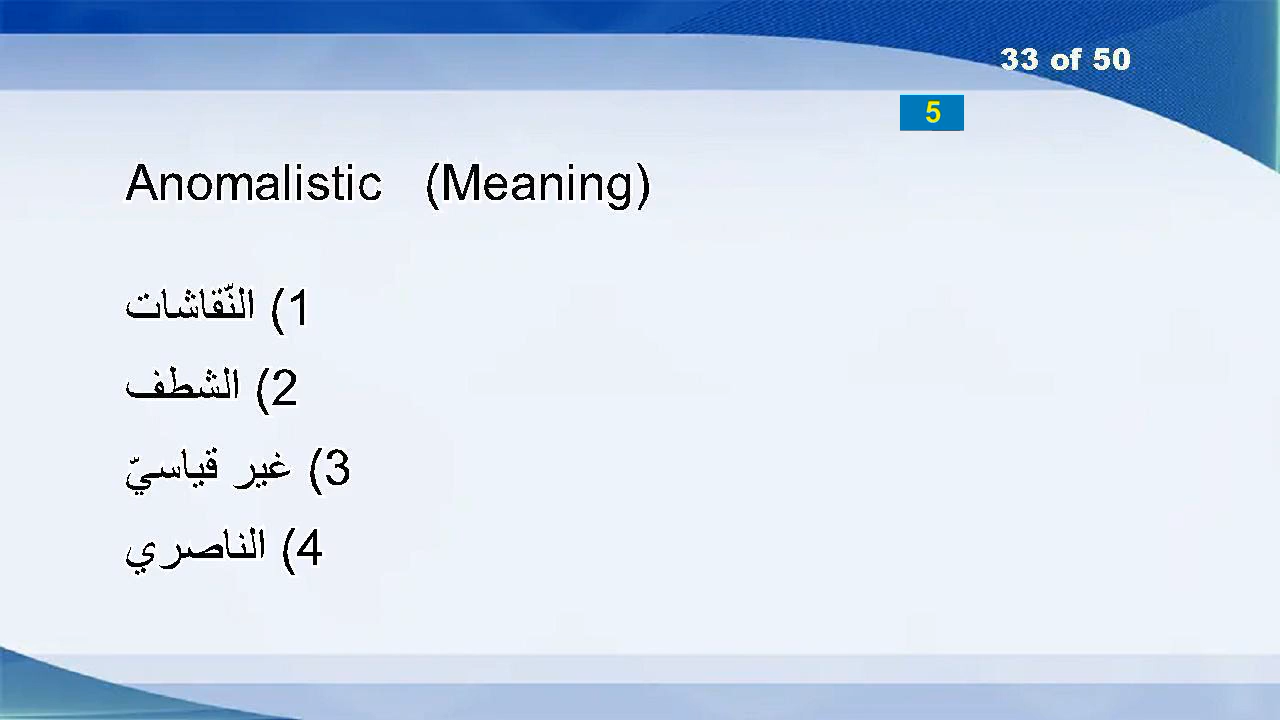 33 of 50
5
Anomalistic (Meaning)
1) النّقاشات
2) الشطف
3) غير قياسيّ
4) الناصري